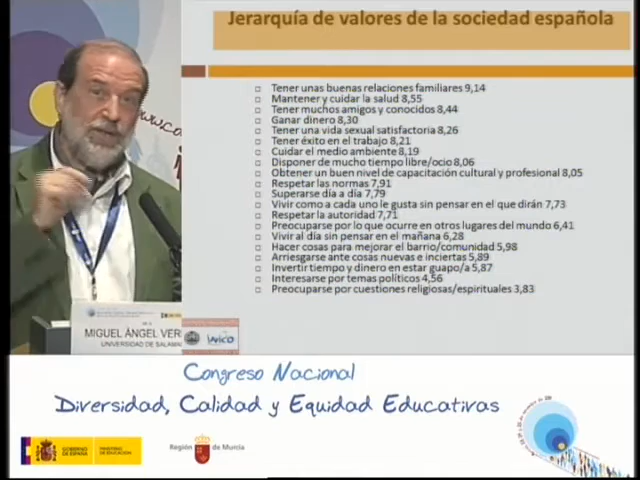 Jerarquía de valores de la sociedad española
Tener unas buenas relaciones familiares 9,14
Mantener y cuidar la salud 8,55
Tener muchos amigos y conocidos 8,44
Ganar dinero 8,30
Tener una vida sexual satisfactoria 8,26
Tener éxito en el trabajo 8,21
Cuidar el medio ambiente 8,19
Disponer de mucho tiempo libre/ocio 8,06
Obtener un buen nivel de capacitación cultural y profesional 8,05
Respetar las normas 7,91
Superarse día a día 7,79
Vivir como a cada uno le gusta sin pensar en el que dirán 7,73
Respetar la autoridad 7,71
Preocuparse por lo que ocurre en otros lugares del mundo 6,41
Vivir al día sin pensar en el mañana 6,28
Hacer cosas para mejorar el barrio/comunidad 5,98
Arriesgarse ante cosas nuevas e inciertas 5,89
Invertir tiempo y dinero en estar guapo/a 5,87
Interesarse por temas políticos 4,56
Preocuparse por cuestiones religiosas/espirituales 3,83
MIGUEL ÁNGEL VER
UNIVERSIDAD DE SALAMA
Congreso Nacional
Diversidad, Calidad y Equidad Educativas
GOBIERNO DE ESPAÑA
MINISTERIO DE EDUCACIÓN
Región de Murcia